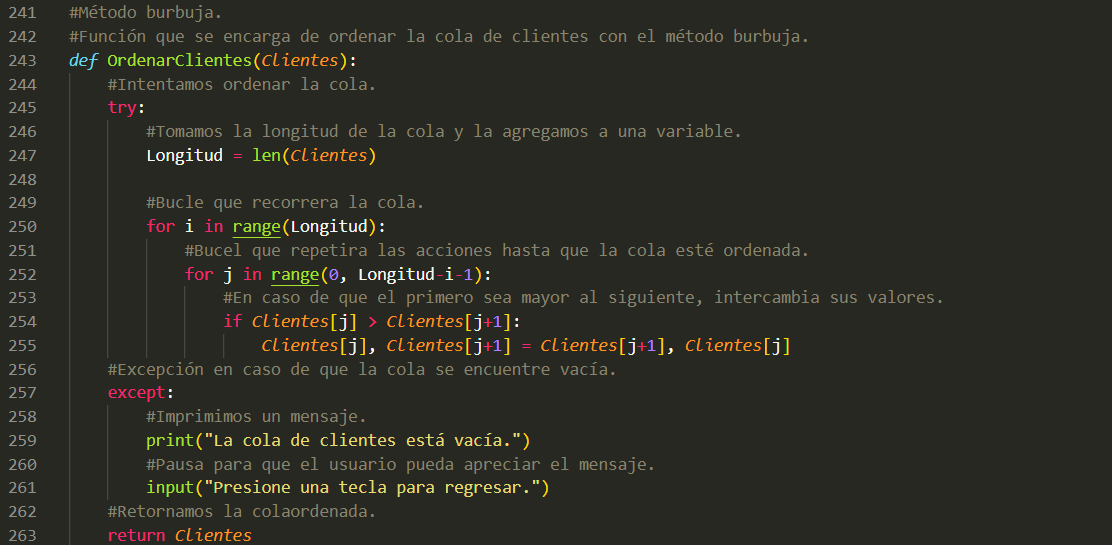 241 #Método burbuja.
242 #Función que se encarga de ordenar la cola de clientes con el método burbuja.
243 def OrdenarClientes(Clientes):
244     #Intentamos ordenar la cola.
245     try:
246         #Tomamos la longitud de la cola y la agregamos a una variable.
247         Longitud = len(Clientes)
248
249         #Bucle que recorrera la cola.
250         for i in range(Longitud):
251             #Bucel que repetira las acciones hasta que la cola esté ordenada.
252             for j in range(0, Longitud-i-1):
253                 #En caso de que el primero sea mayor al siguiente, intercambia sus valores.
254                 if Clientes[j] > Clientes[j+1]:
255                     Clientes[j], Clientes[j+1] = Clientes[j+1], Clientes[j]
256     #Excepción en caso de que la cola se encuentre vacía.
257     except:
258         #Imprimimos un mensaje.
259         print("La cola de clientes está vacía.")
260         #Pausa para que el usuario pueda apreciar el mensaje.
261         input("Presione una tecla para regresar.")
262     #Retornamos la colaordenada.
263     return Clientes